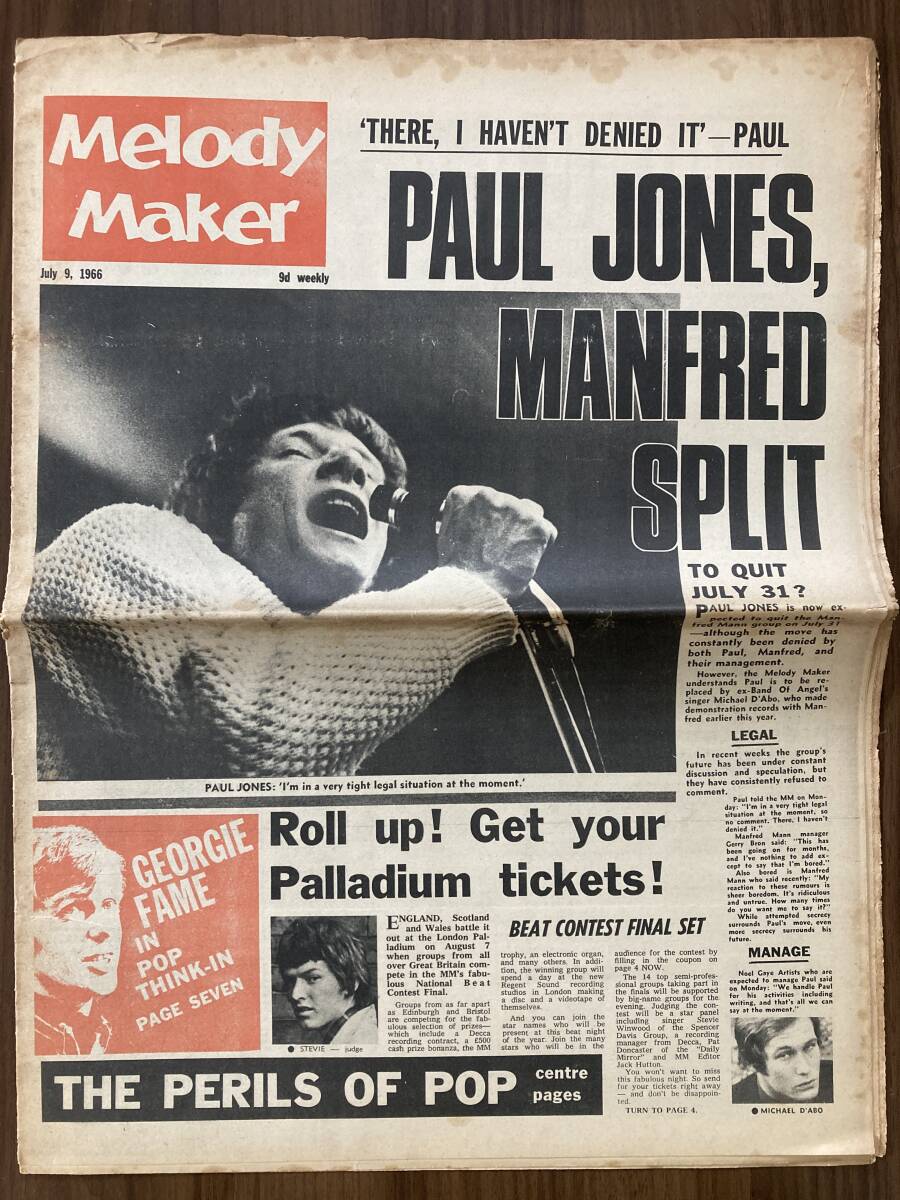 Melody
Maker
July 9, 1966
9d weekly
‘THERE, I HAVEN'T DENIED IT’—PAUL
PAUL JONES,
MANFRED
SPLIT
TO QUIT
JULY 31?
PAUL JONES is now ex-
pected to quit the Man-
fred Mann group on July 31
—although the move has
constantly been denied by
both Paul, Manfred, and
their management.
However, the Melody Maker
understands Paul is to be re-
placed by ex-Band Of Angel's
singer Michael D'Abo, who made
demonstration records with Man-
fred earlier this year.
LEGAL
In recent weeks the group's
future has been under constant
discussion and speculation, but
they have consistently refused to
comment.
Paul told the MM on Mon-
day: "I'm in a very tight legal
situation at the moment, so
no comment. There, I haven't
denied it."
Manfred Mann manager
Gerry Bron said: "This has
been going on for months,
and I've nothing to add ex-
cept to say that I'm bored."
Also bored is Manfred
Mann who said recently: "My
reaction to these rumours is
sheer boredom. It's ridiculous
and untrue. How many times
do you want me to say it?"
While attempted secrecy
surrounds Paul's move, even
more secrecy surrounds his
future.
MANAGE
Noel Gaye Artists who are
expected to manage Paul said
on Monday: "We handle Paul
for his activities including
writing, and that's all we can
say at the moment."
MICHAEL D'ABO
PAUL JONES: 'I'm in a very tight legal situation at the moment.'
GEORGIE
FAME
IN
POP
THINK-IN
PAGE SEVEN
Roll up! Get your
Palladium tickets!
STEVIE — judge
ENGLAND, Scotland
and Wales battle it
out at the London Pal-
ladium on August 7
when groups from all
over Great Britain com-
pete in the MM's fabu-
lous National Beat
Contest Final.
Groups from as far apart
as Edinburgh and Bristol
are competing for the fab-
ulous selection of prizes—
which include a Decca
recording contract, a £500
cash prize bonanza, the MM
BEAT CONTEST FINAL SET
trophy, an electronic organ,
and many others. In addi-
tion, the winning group will
spend a day at the new
Regent Sound recording
studios in London making
a disc and a videotape of
themselves.
And you can join the
star names who will be
present at this beat night
of the year. Join the many
stars who will be in the
audience for the contest by
filling in the coupon on
page 4 NOW.
The 14 top semi-profes-
sional groups taking part in
the finals will be supported
by big-name groups for the
evening. Judging the con-
test will be a star panel
including singer Stevie
Winwood of the Spencer
Davis Group, a recording
manager from Decca, Pat
Doncaster of the "Daily
Mirror" and MM Editor
Jack Hutton.
You won't want to miss
this fabulous night. So send
for your tickets right away
— and don't be disappoin-
ted.
TURN TO PAGE 4.
THE PERILS OF POP
centre
pages